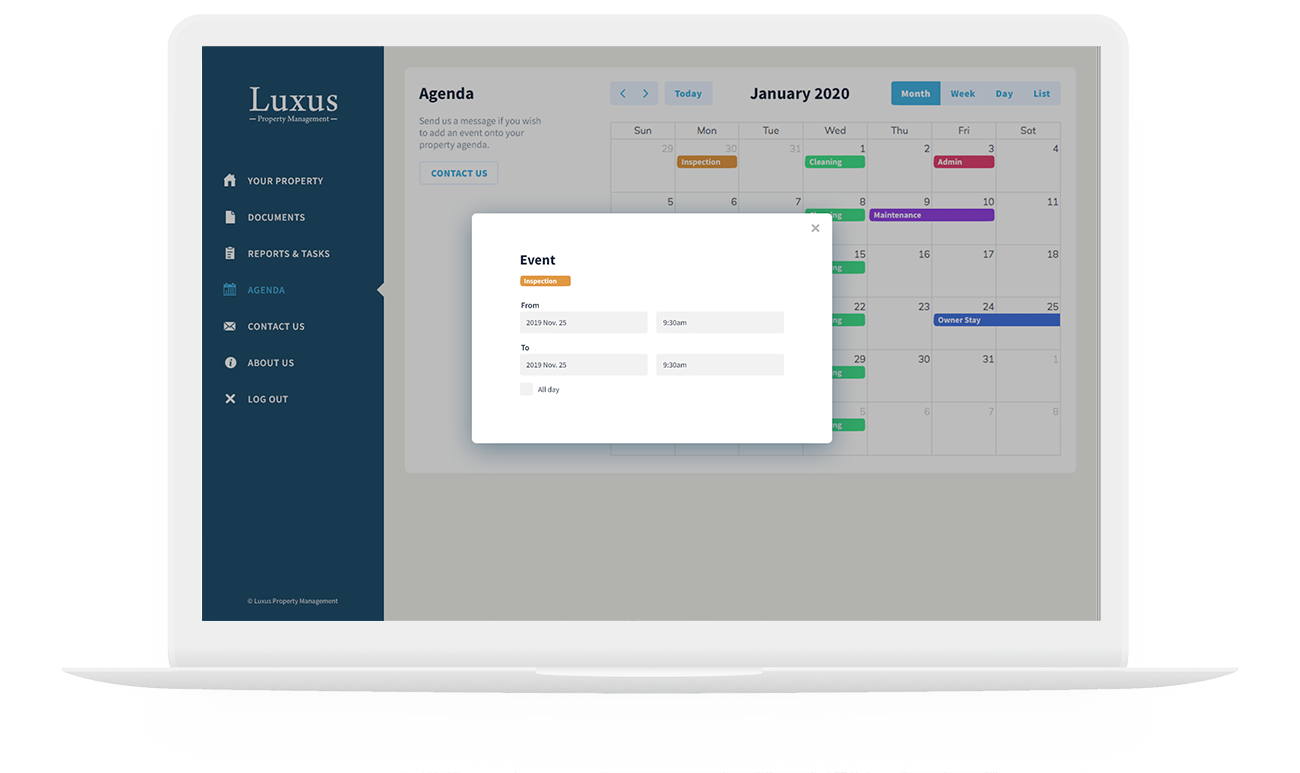 Luxus
Property Management
YOUR PROPERTY
DOCUMENTS
REPORTS & TASKS
AGENDA
CONTACT US
ABOUT US
LOG OUT
© Luxus Property Management
Agenda
Send us a message if you wish
to add an event onto your
property agenda.
CONTACT US
Today
January 2020
Month Week Day List
Sun Mon Tue Wed Thu Fri Sat
29 30 31 1 2 3 4
Inspection Cleaning Admin
5 6 7 8 9 10 11
Maintenance
15 16 17 18
22 23 24 25
Owner Stay
29 30 31 1
5 6 7 8
Event
Inspection
From
2019 Nov. 25 9:30am
To
2019 Nov. 25 9:30am
All day